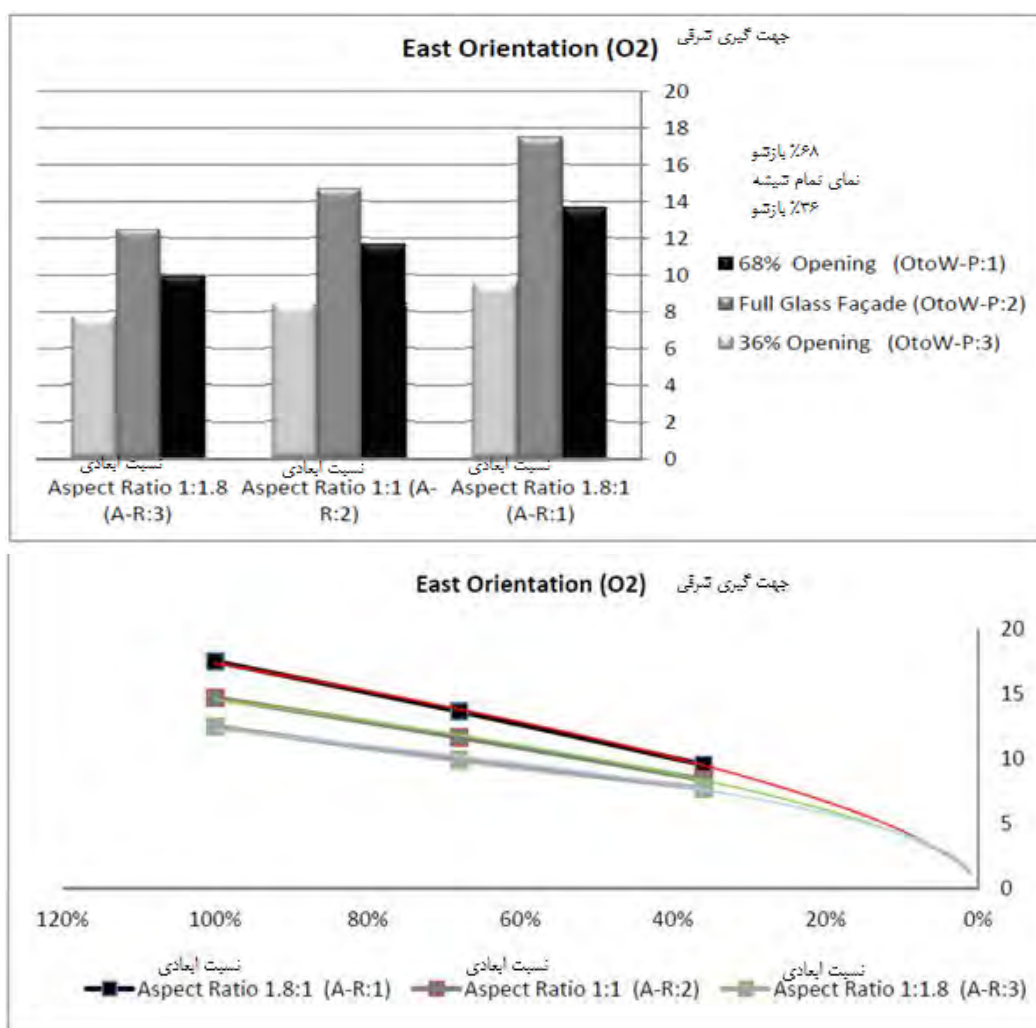 East Orientation (O2) جهت گیری شرقی
20
18
16
14
12
10
8
6
4
2
0
۶۸٪ بازشو
نمای تمام شیشه
۳۶٪ بازشو
68% Opening (OtoW-P:1)
Full Glass Façade (OtoW-P:2)
36% Opening (OtoW-P:3)
نسبت ابعادی
Aspect Ratio 1:1.8
(A-R:3)
نسبت ابعادی
Aspect Ratio 1:1 (A-
R:2)
نسبت ابعادی
Aspect Ratio 1.8:1
(A-R:1)
East Orientation (O2) جهت گیری شرقی
20
15
10
5
0
120% 100% 80% 60% 40% 20% 0%
نسبت ابعادی
Aspect Ratio 1.8:1 (A-R:1)
نسبت ابعادی
Aspect Ratio 1:1 (A-R:2)
نسبت ابعادی
Aspect Ratio 1:1.8 (A-R:3)